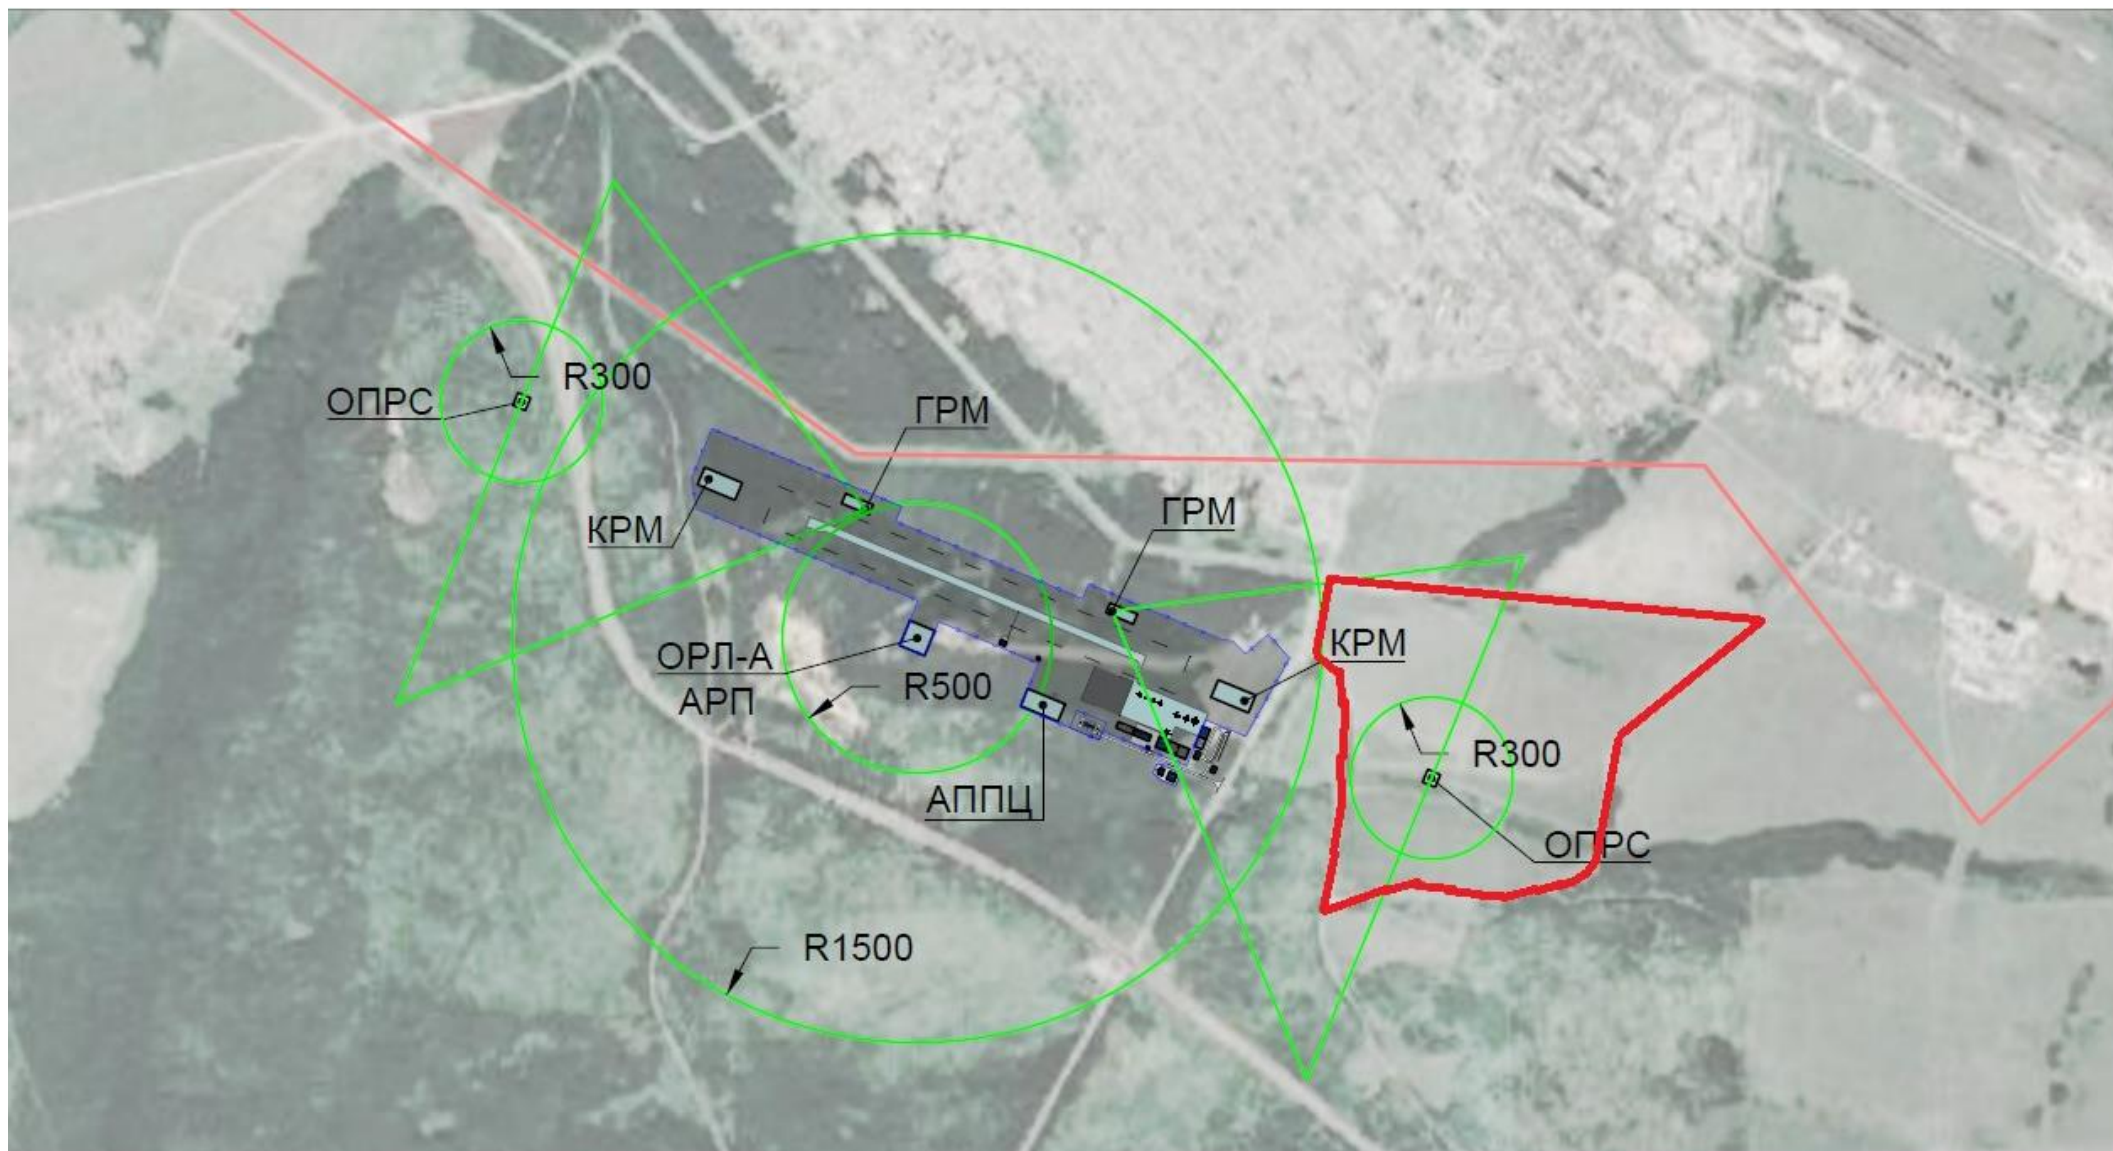 R300
ОПРС
ГРМ
КРМ
ГРМ
КРМ
ОРЛ-А
АРП
R500
R300
АППЦ
ОПРС
R1500